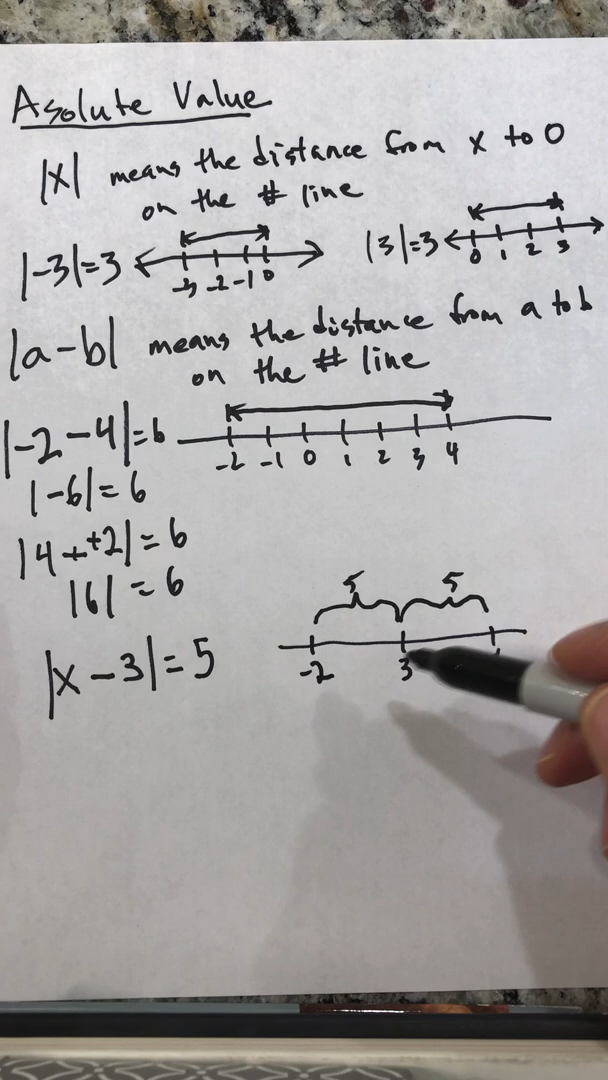 Asolute Value
|x| means the distance from x to 0
on the # line
|-3|=3 -3 -2 -1 0 |3|=3 0 1 2 3
|a-b| means the distance from a to b
on the # line
|-2-4|=6 -2 -1 0 1 2 3 4
|-6|=6
|4++2|=6
|6|=6
5 5
|x-3|=5 -2 3